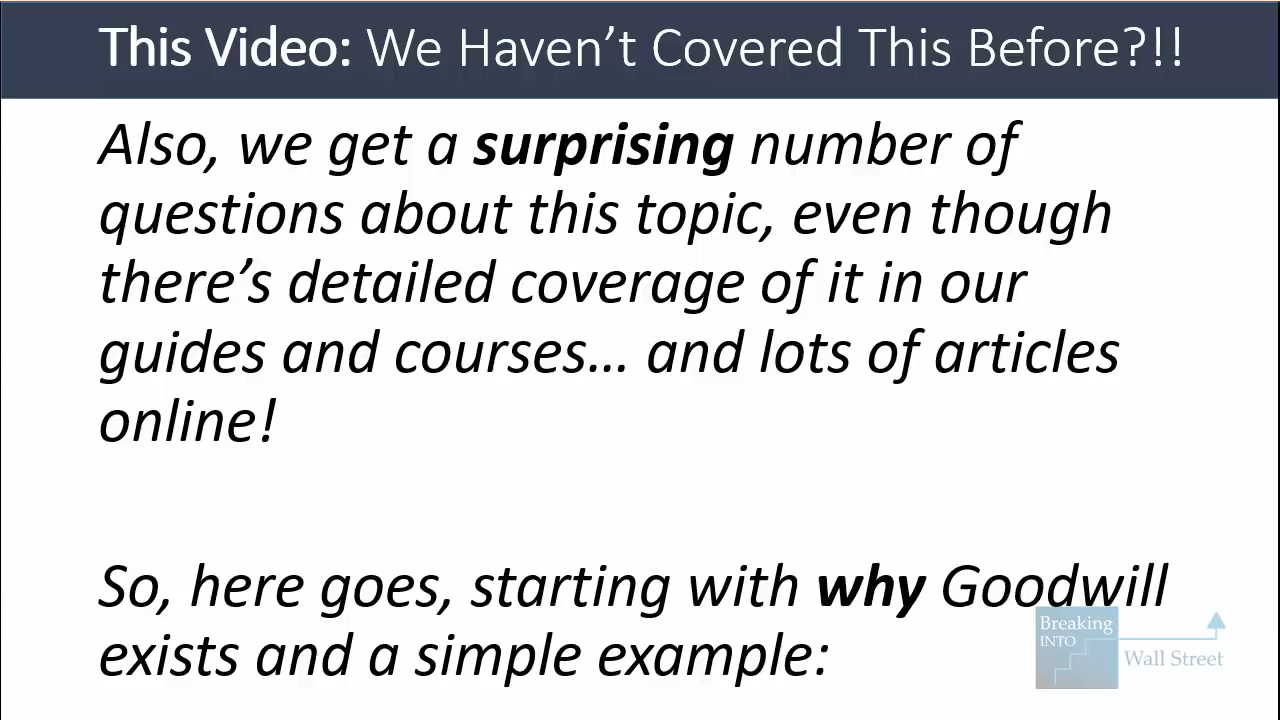 This Video: We Haven’t Covered This Before?!!
Also, we get a surprising number of
questions about this topic, even though
there’s detailed coverage of it in our
guides and courses… and lots of articles
online!
So, here goes, starting with why Goodwill
exists and a simple example:
Breaking
INTO
Wall Street